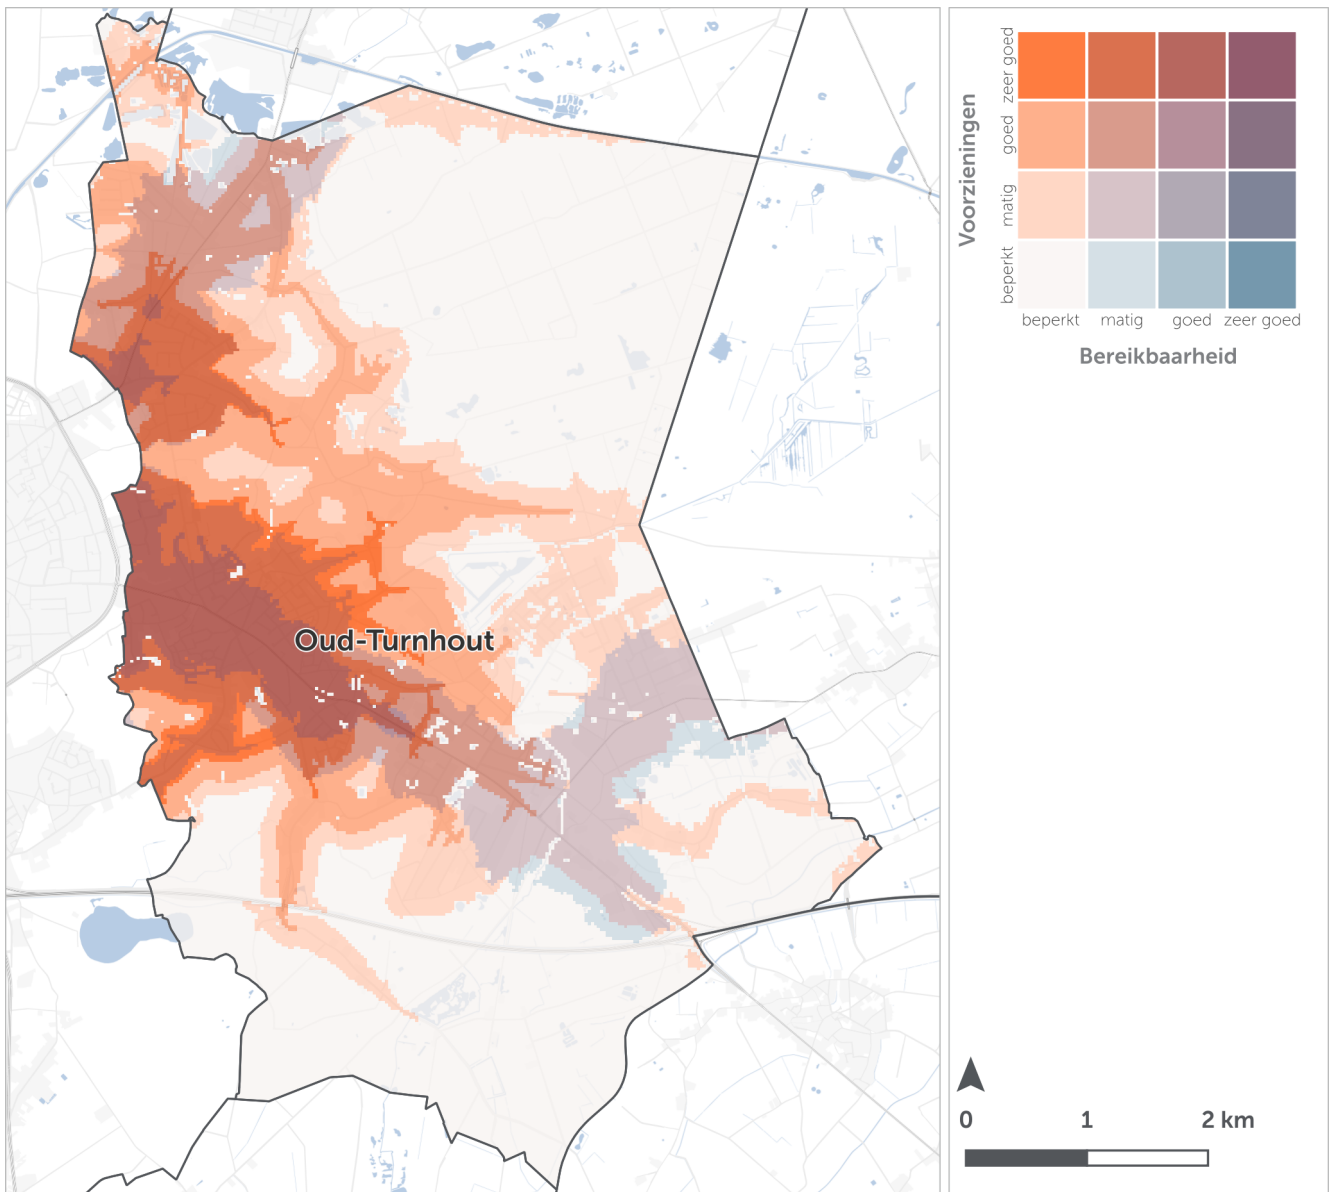 Oud-Turnhout
Voorzieningen
zeer goed
goed
matig
beperkt
beperkt matig goed zeer goed
Bereikbaarheid
0 1 2 km